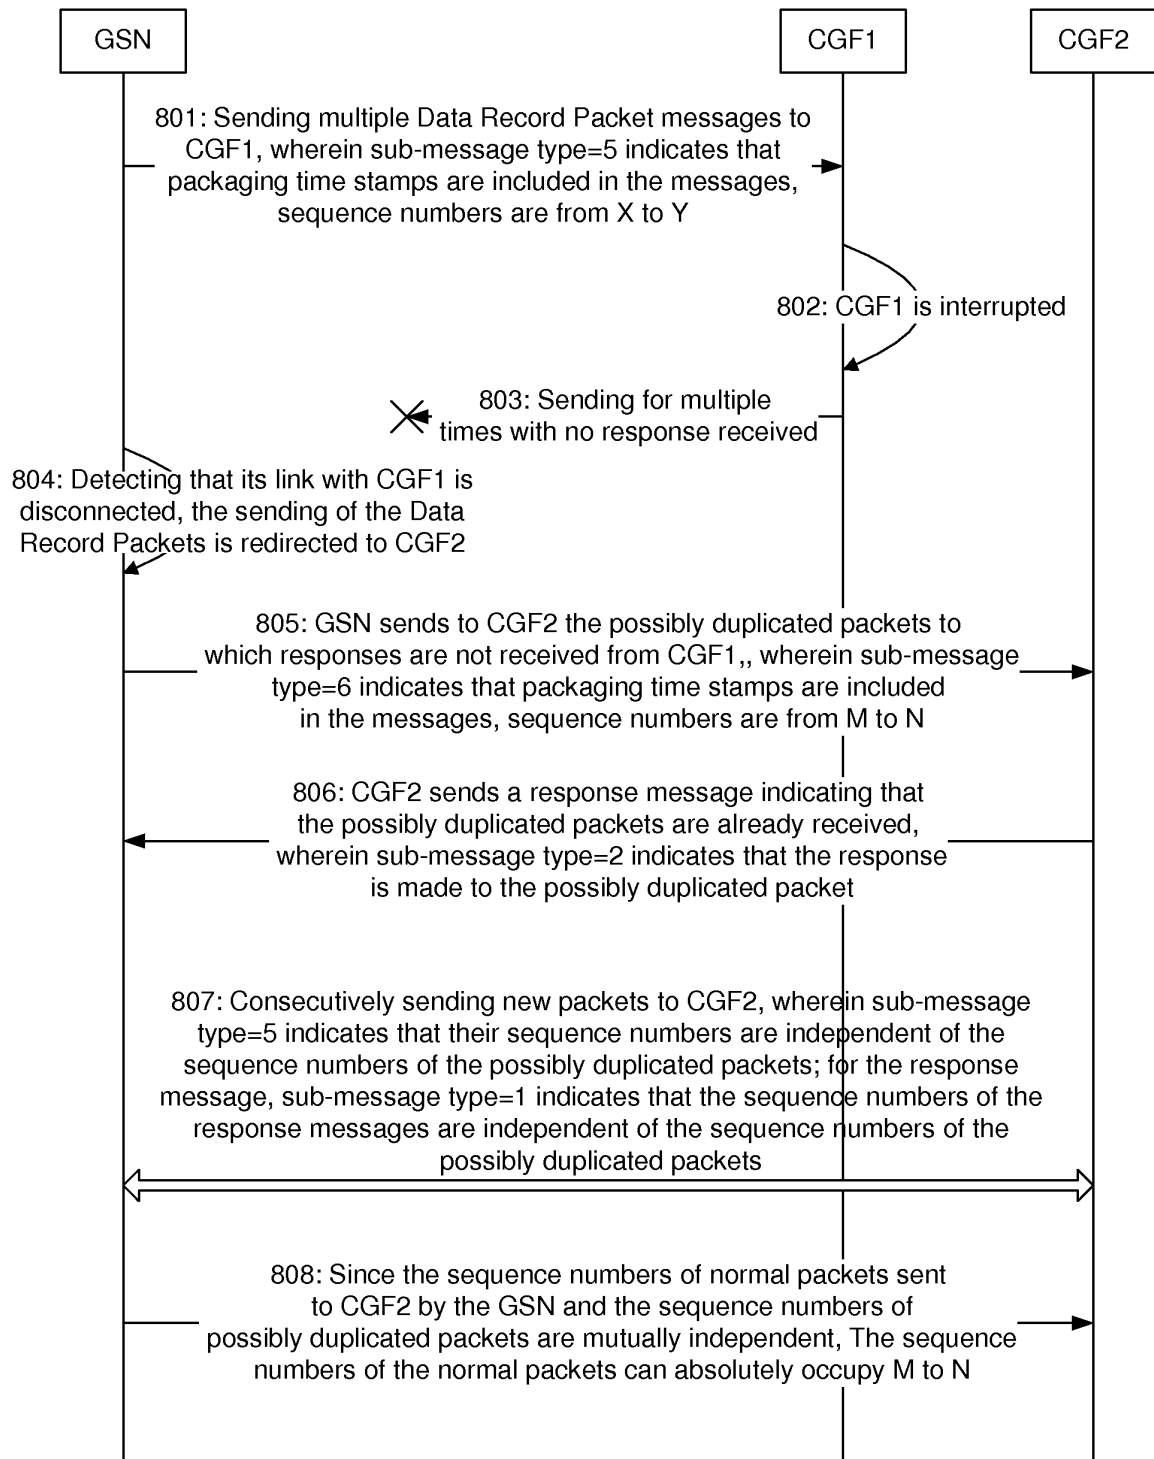 GSN
CGF1
CGF2
801: Sending multiple Data Record Packet messages to
CGF1, wherein sub-message type=5 indicates that
packaging time stamps are included in the messages,
sequence numbers are from X to Y
802: CGF1 is interrupted
803: Sending for multiple
times with no response received
804: Detecting that its link with CGF1 is
disconnected, the sending of the Data
Record Packets is redirected to CGF2
805: GSN sends to CGF2 the possibly duplicated packets to
which responses are not received from CGF1,, wherein sub-message
type=6 indicates that packaging time stamps are included
in the messages, sequence numbers are from M to N
806: CGF2 sends a response message indicating that
the possibly duplicated packets are already received,
wherein sub-message type=2 indicates that the response
is made to the possibly duplicated packet
807: Consecutively sending new packets to CGF2, wherein sub-message
type=5 indicates that their sequence numbers are independent of the
sequence numbers of the possibly duplicated packets; for the response
message, sub-message type=1 indicates that the sequence numbers of the
response messages are independent of the sequence numbers of the
possibly duplicated packets
808: Since the sequence numbers of normal packets sent
to CGF2 by the GSN and the sequence numbers of
possibly duplicated packets are mutually independent, The sequence
numbers of the normal packets can absolutely occupy M to N